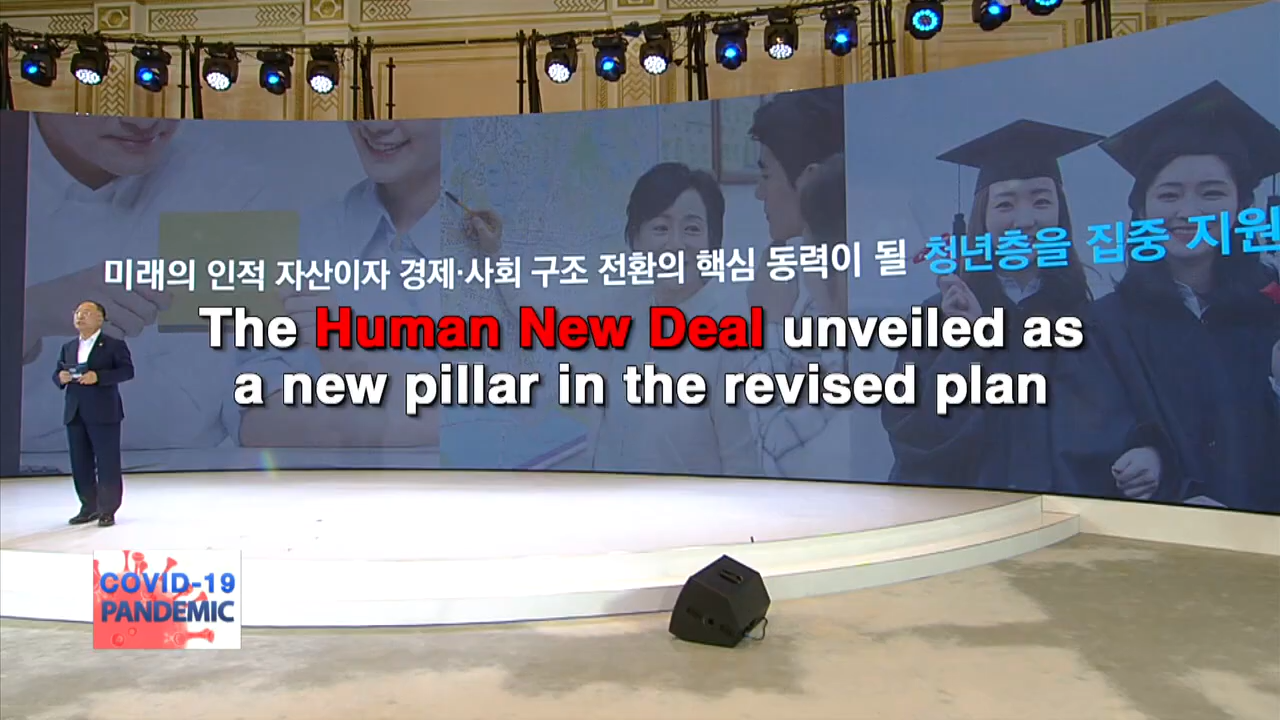 미래의 인적 자산이자 경제·사회 구조 전환의 핵심 동력이 될 청년층을 집중 지원
The Human New Deal unveiled as
a new pillar in the revised plan
COVID-19
PANDEMIC